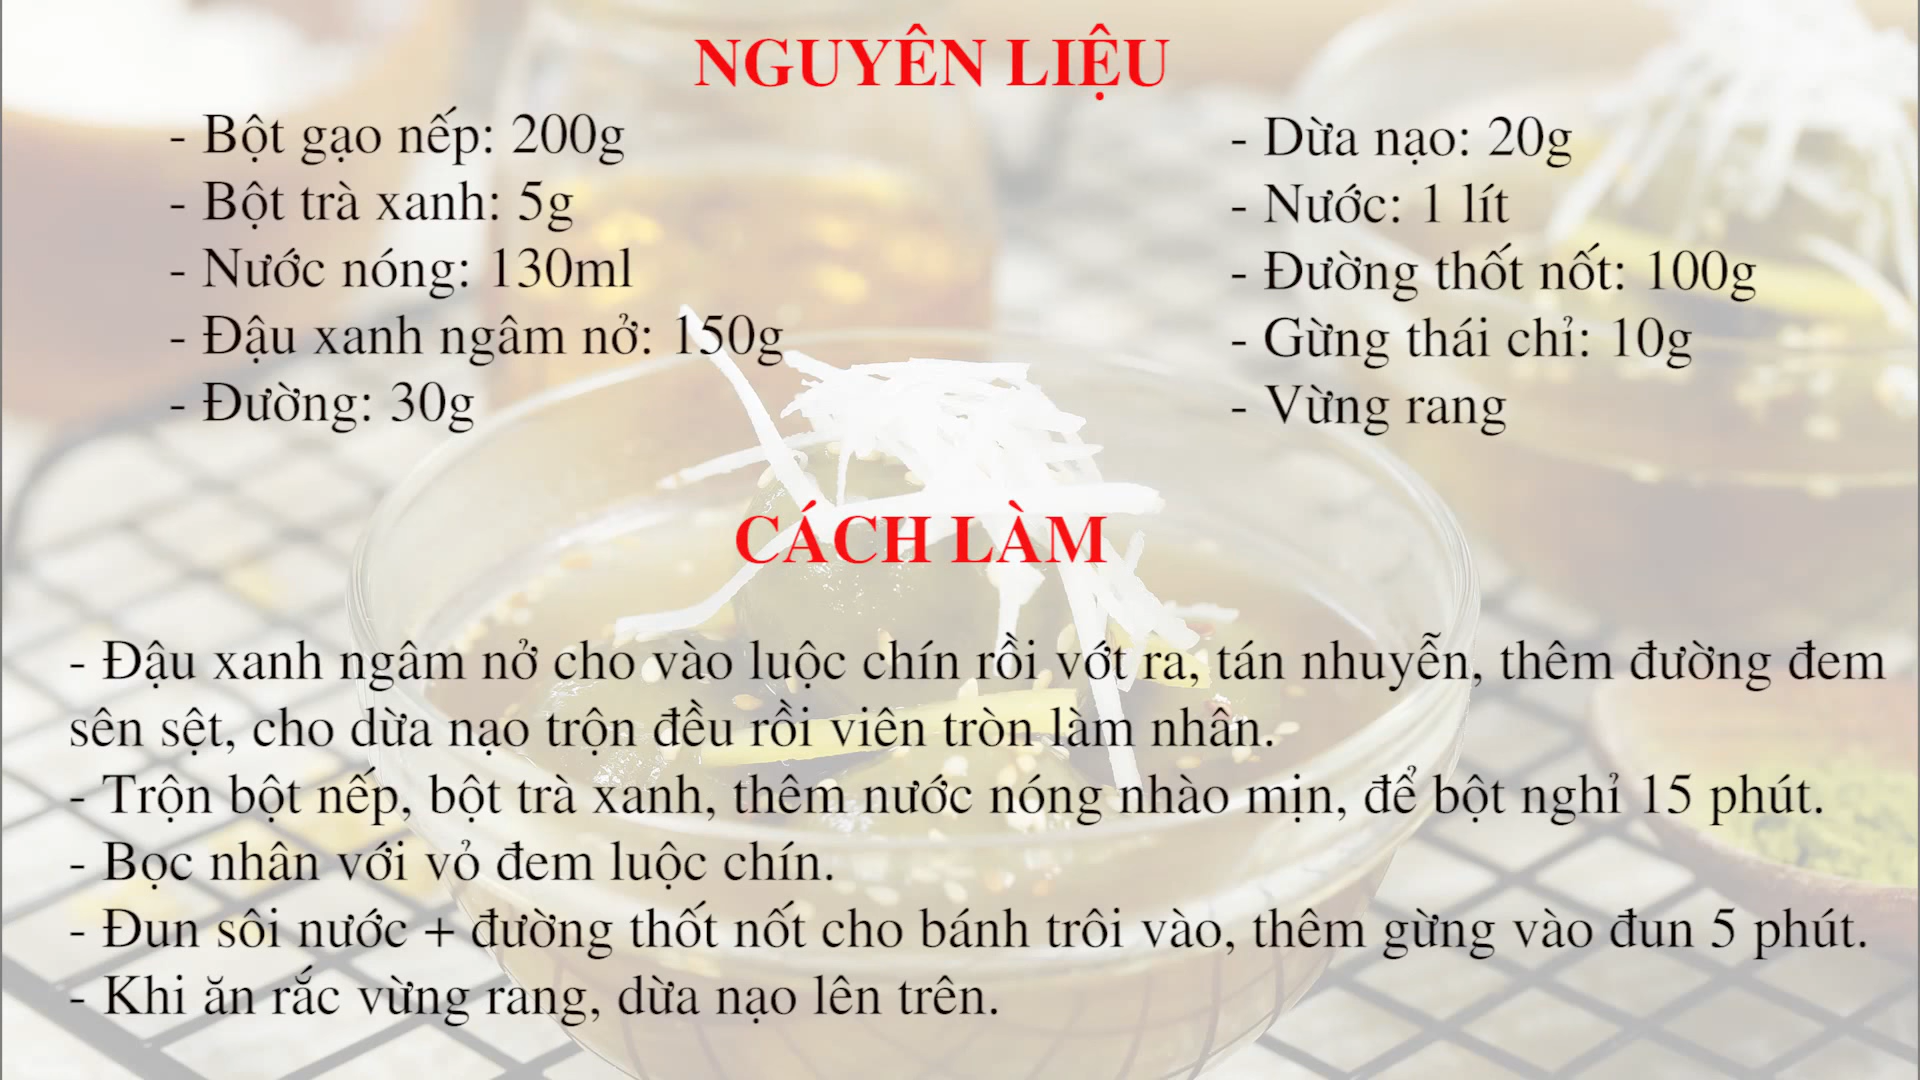 NGUYÊN LIỆU
- Bột gạo nếp: 200g
- Bột trà xanh: 5g
- Nước nóng: 130ml
- Đậu xanh ngâm nở: 150g
- Đường: 30g
- Dừa nạo: 20g
- Nước: 1 lít
- Đường thốt nốt: 100g
- Gừng thái chỉ: 10g
- Vừng rang
CÁCH LÀM
- Đậu xanh ngâm nở cho vào luộc chín rồi vớt ra, tán nhuyễn, thêm đường đem
sên sệt, cho dừa nạo trộn đều rồi viên tròn làm nhân.
- Trộn bột nếp, bột trà xanh, thêm nước nóng nhào mịn, để bột nghỉ 15 phút.
- Bọc nhân với vỏ đem luộc chín.
- Đun sôi nước + đường thốt nốt cho bánh trôi vào, thêm gừng vào đun 5 phút.
- Khi ăn rắc vừng rang, dừa nạo lên trên.